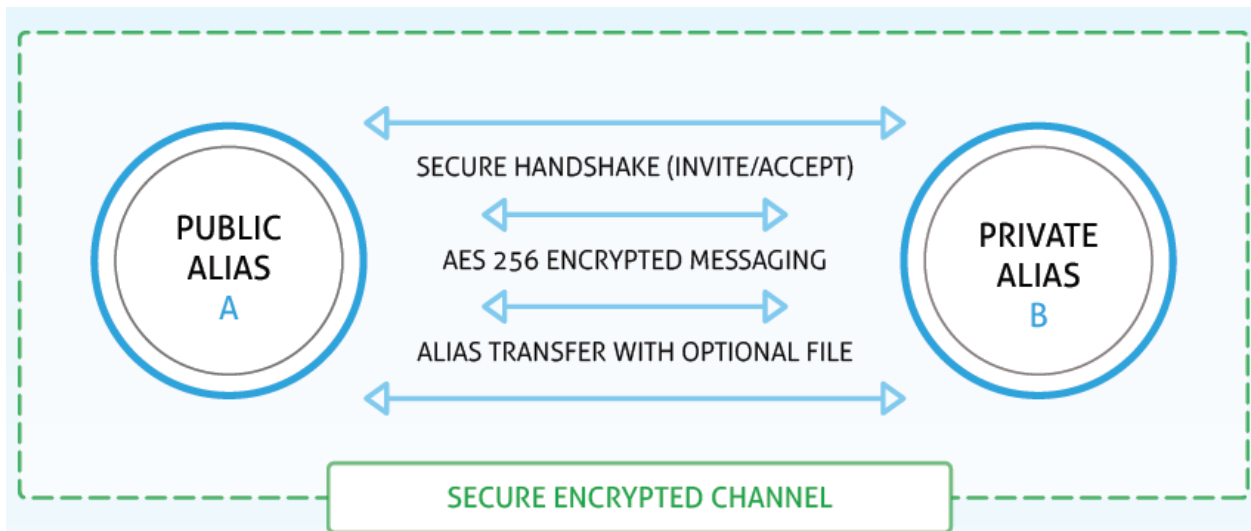 PUBLIC
ALIAS
A
SECURE HANDSHAKE (INVITE/ACCEPT)
AES 256 ENCRYPTED MESSAGING
ALIAS TRANSFER WITH OPTIONAL FILE
PRIVATE
ALIAS
B
SECURE ENCRYPTED CHANNEL